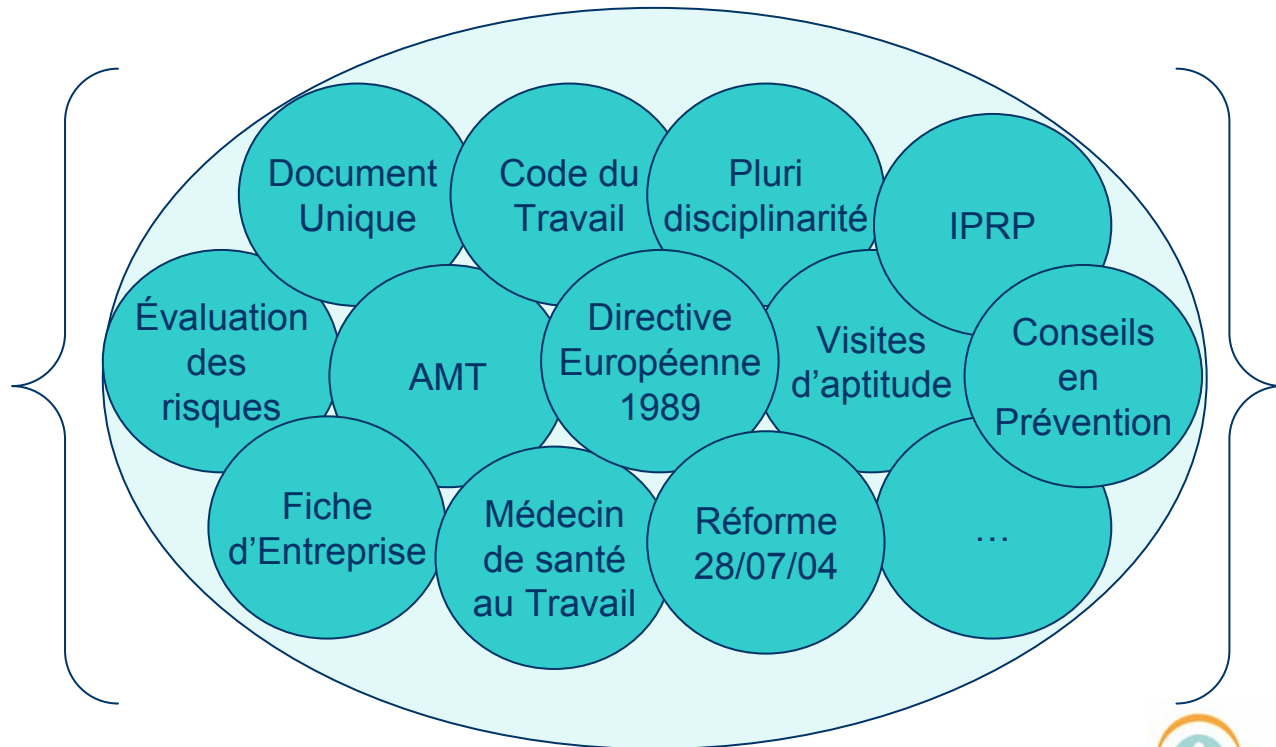 Document
Unique
Code du
Travail
Pluri
disciplinarité
IPRP
Évaluation
des
risques
AMT
Directive
Européenne
1989
Visites
d’aptitude
Conseils
en
Prévention
Fiche
d’Entreprise
Médecin
de santé
au Travail
Réforme
28/07/04
…